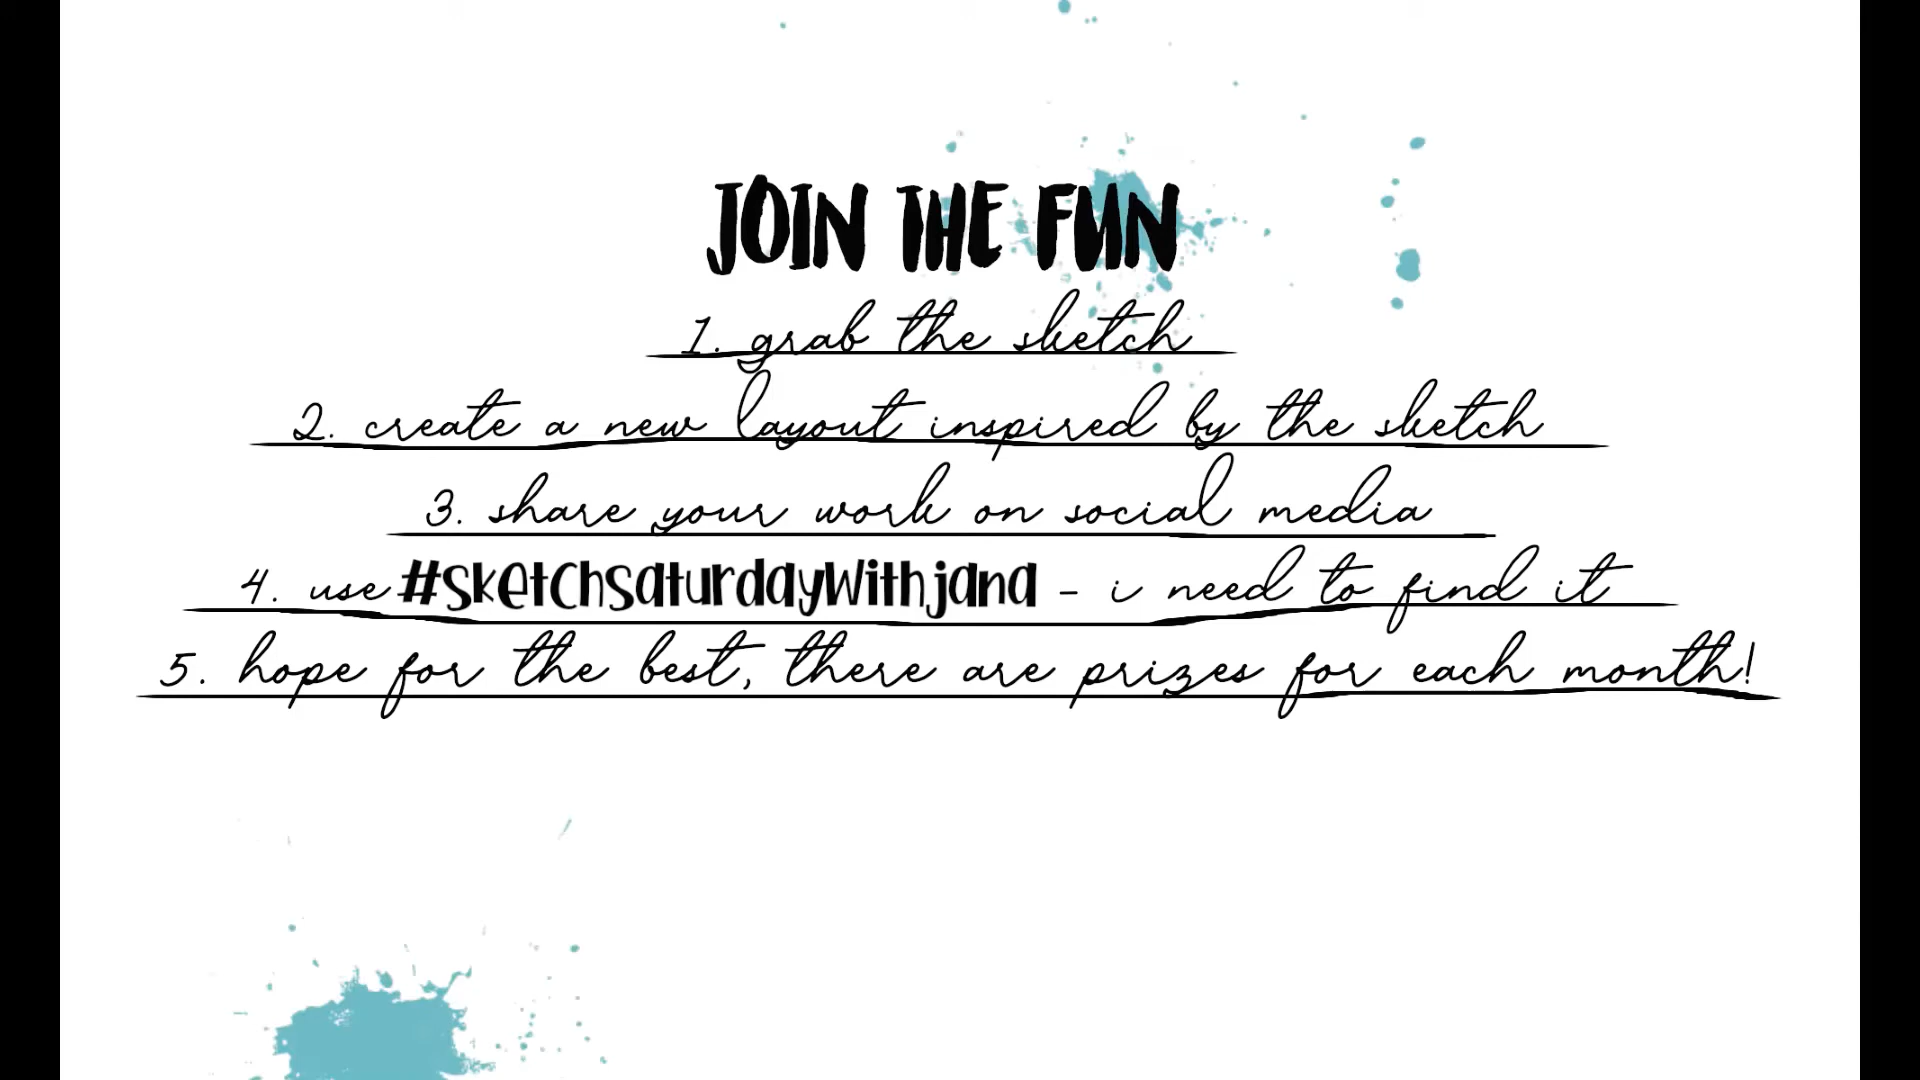 JOIN THE FUN
1. grab the sketch
2. create a new layout inspired by the sketch
3. share your work on social media
4. use #sketchsaturdaywithjana - i need to find it
5. hope for the best, there are prizes for each month!